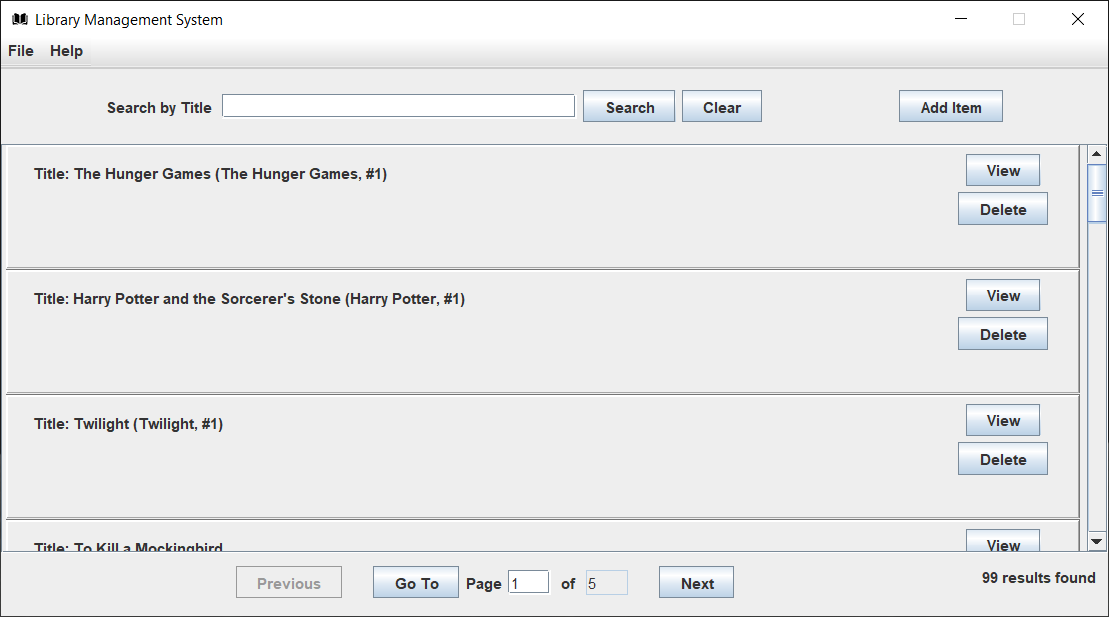 Library Management System
File Help
Search by Title Search Clear Add Item
Title: The Hunger Games (The Hunger Games, #1)
View
Delete
Title: Harry Potter and the Sorcerer's Stone (Harry Potter, #1)
View
Delete
Title: Twilight (Twilight, #1)
View
Delete
Title: To Kill a Mockingbird
View
Previous Go To Page 1 of 5 Next 99 results found